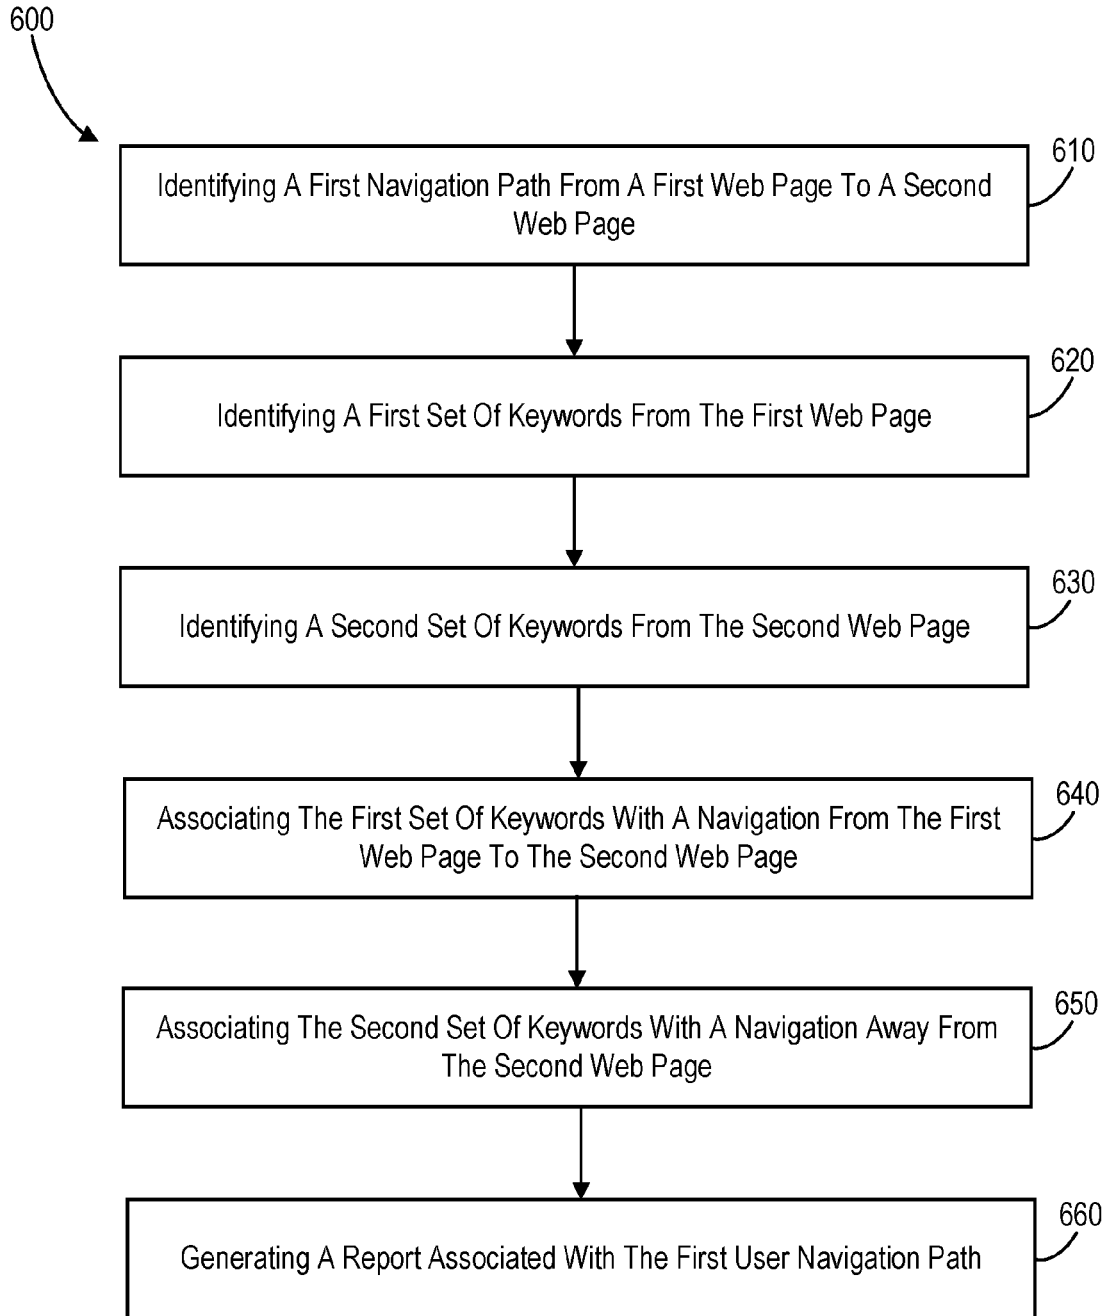 600
610
Identifying A First Navigation Path From A First Web Page To A Second
Web Page
620
Identifying A First Set Of Keywords From The First Web Page
630
Identifying A Second Set Of Keywords From The Second Web Page
640
Associating The First Set Of Keywords With A Navigation From The First
Web Page To The Second Web Page
650
Associating The Second Set Of Keywords With A Navigation Away From
The Second Web Page
660
Generating A Report Associated With The First User Navigation Path